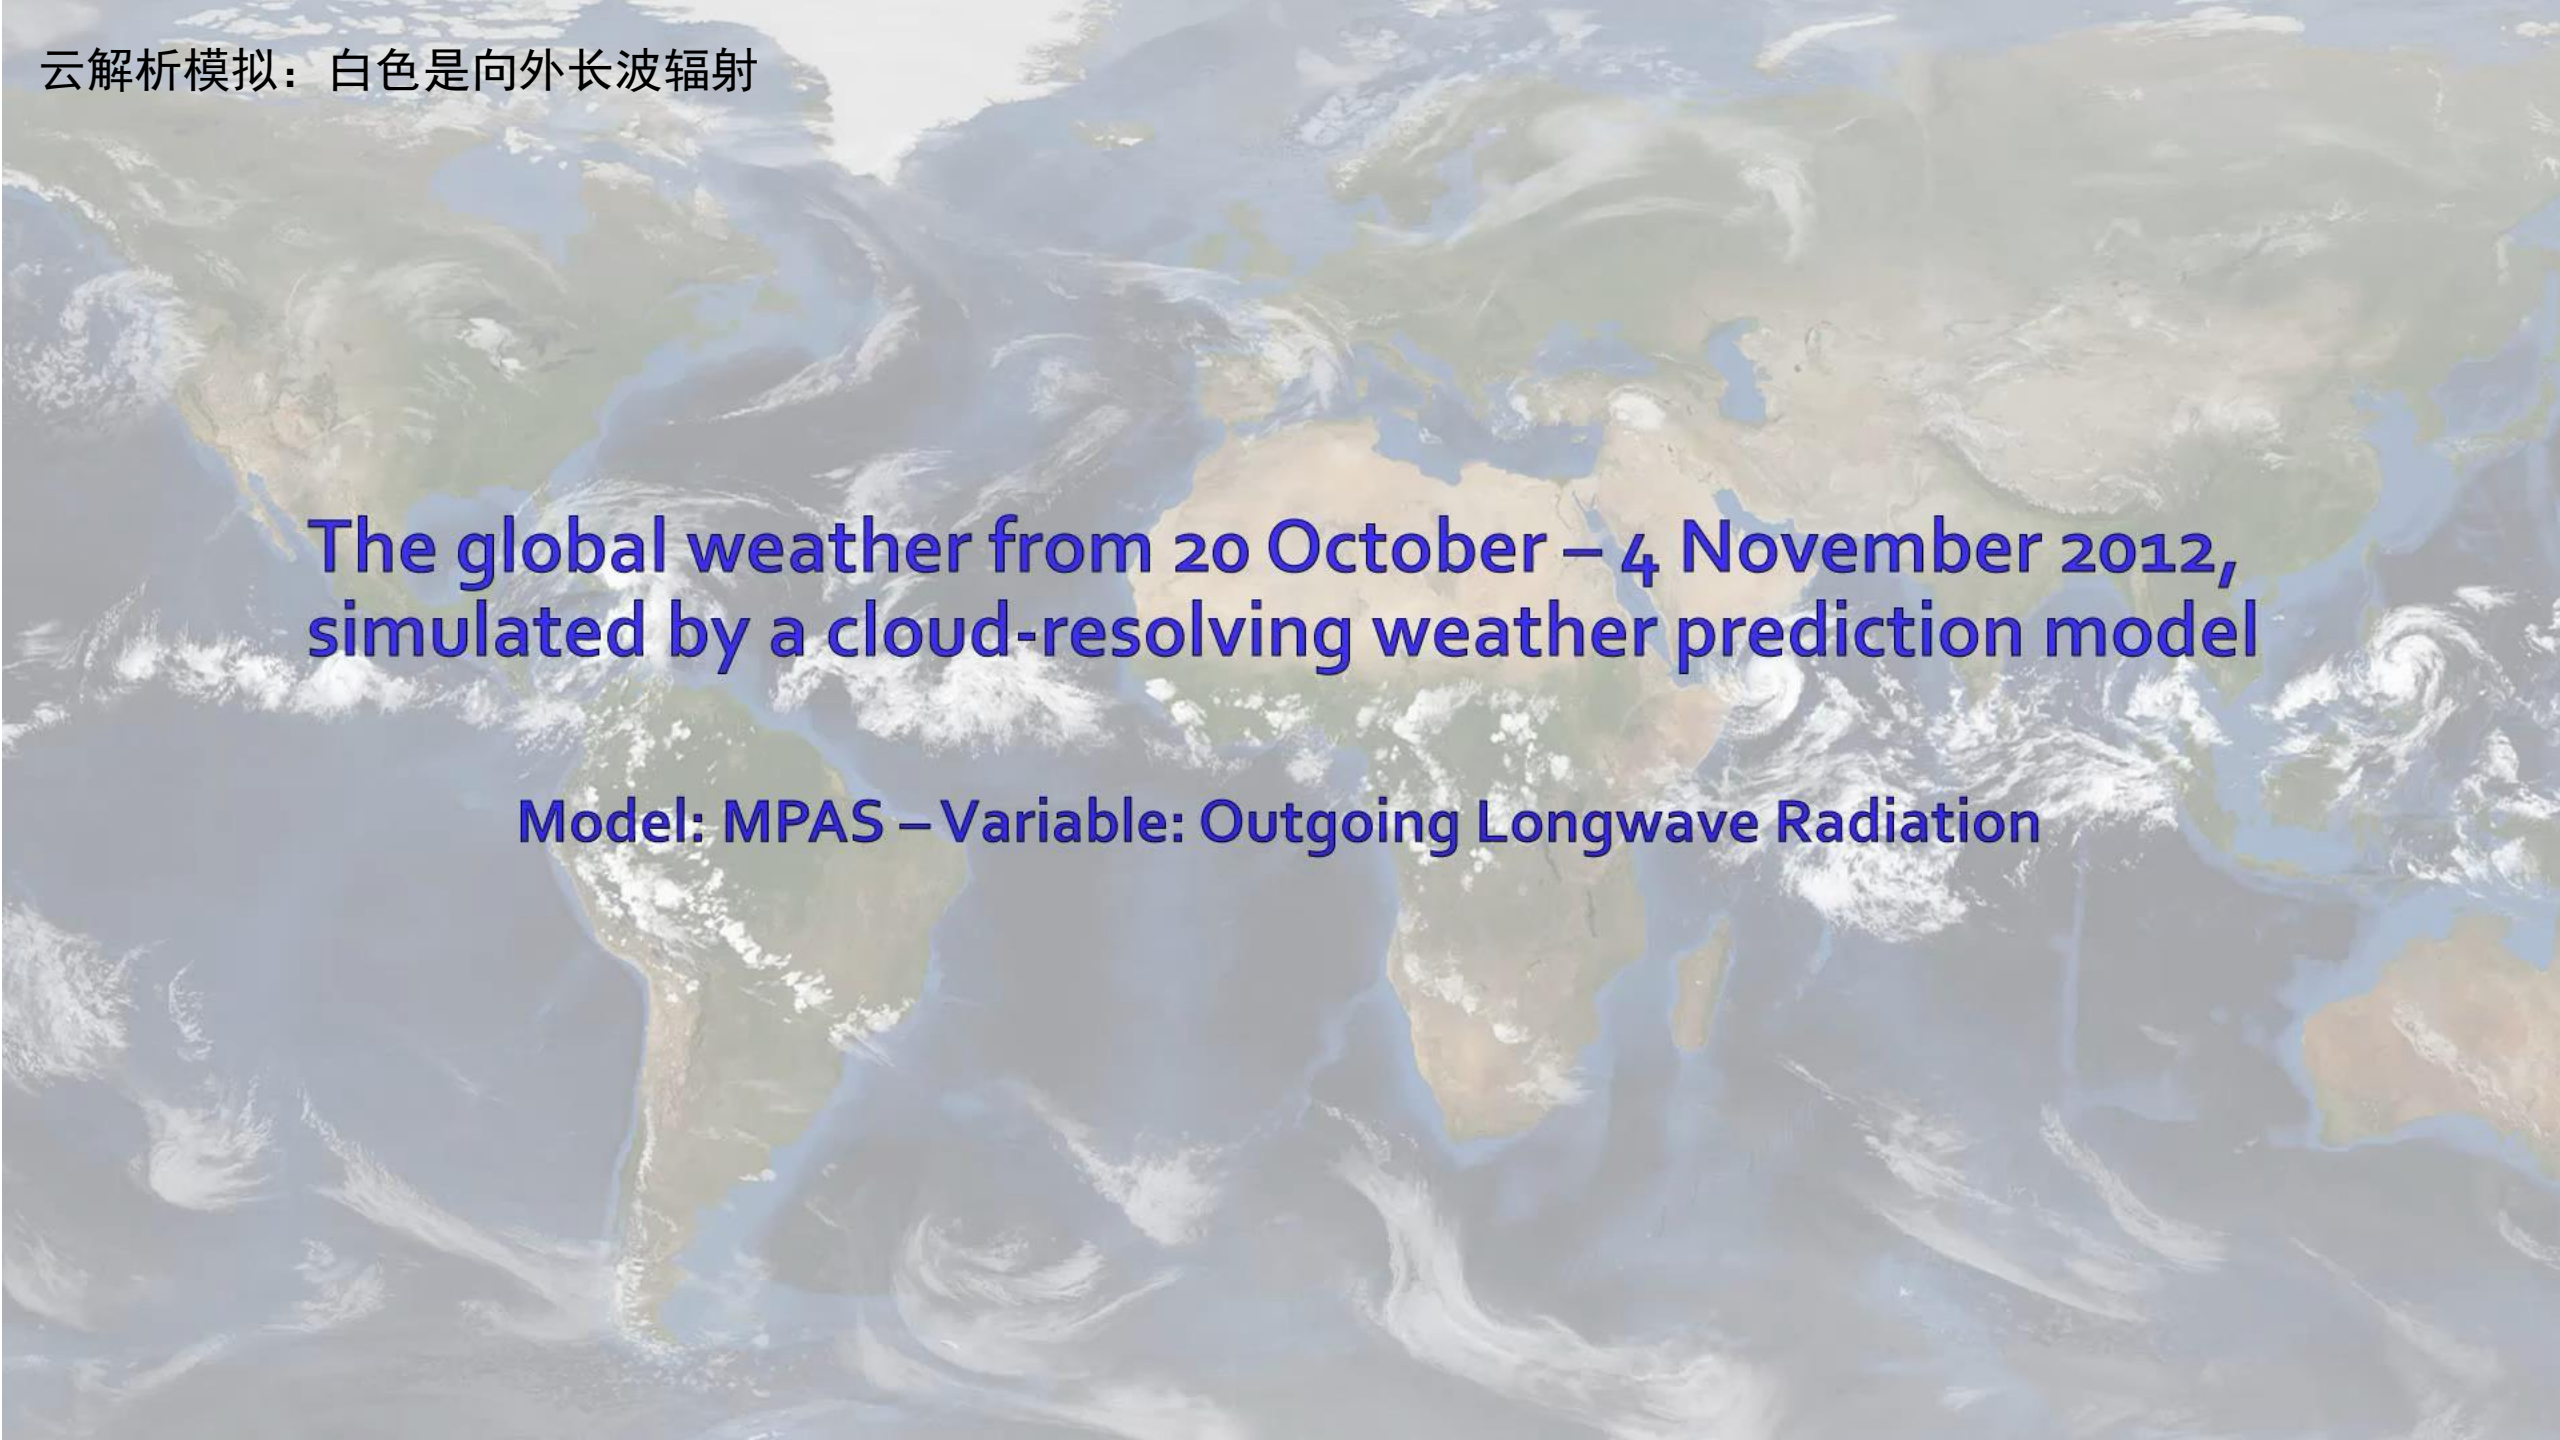 云解析模拟：白色是向外长波辐射
The global weather from 20 October – 4 November 2012,
simulated by a cloud-resolving weather prediction model
Model: MPAS – Variable: Outgoing Longwave Radiation